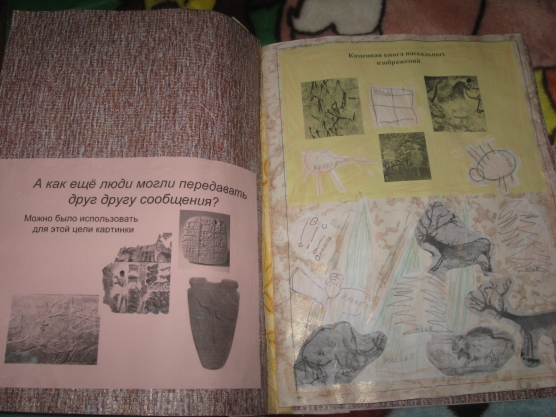 А как ещё люди могли передавать
друг другу сообщения?
Можно было использовать
для этой цели картинки
Каменная книга наскальных
изображений